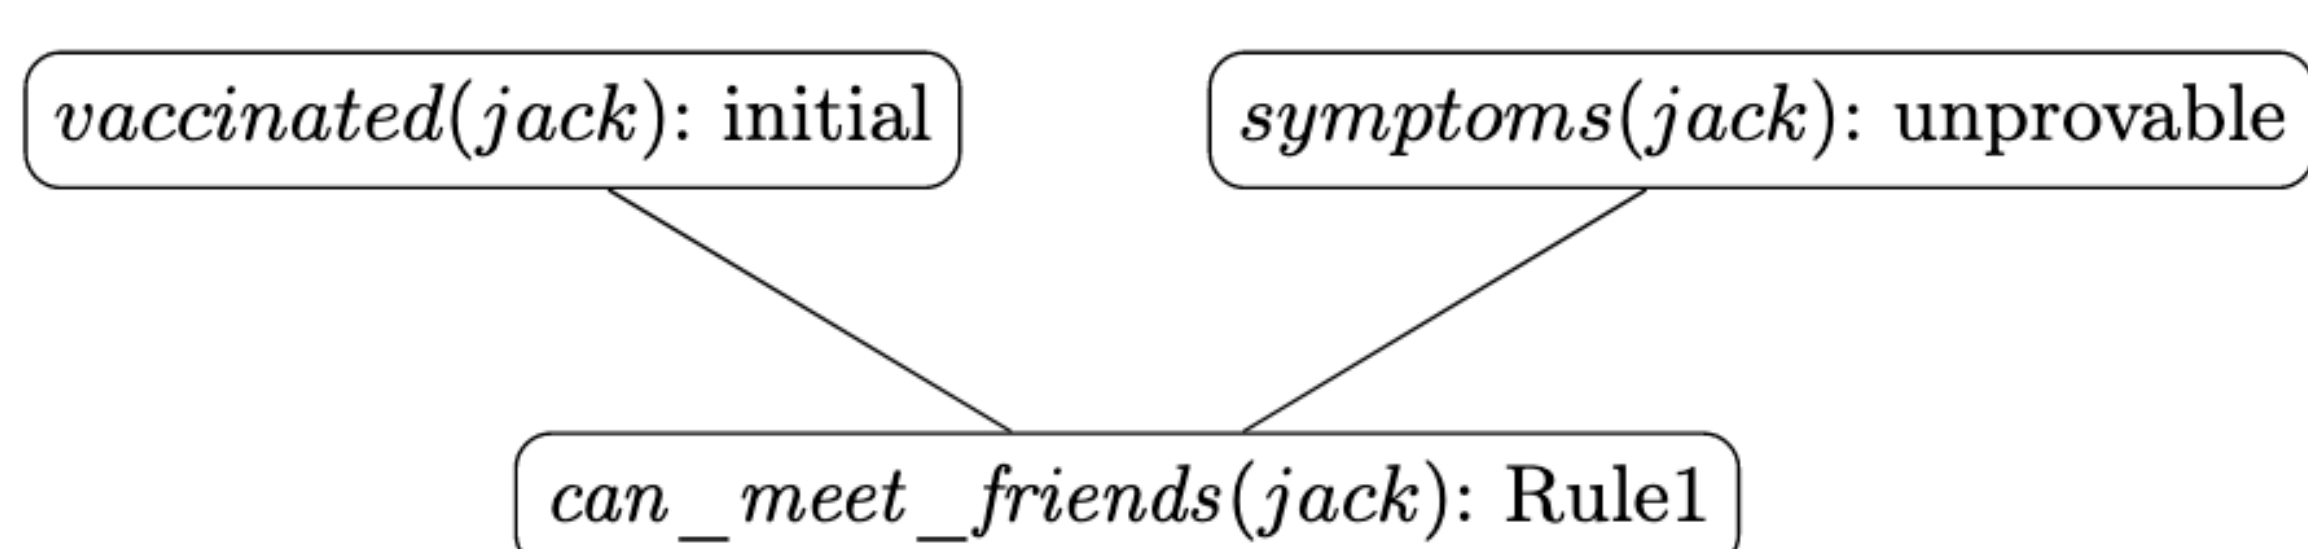 vaccinated(jack): initial
symptoms(jack): unprovable
can_meet_friends(jack): Rule1